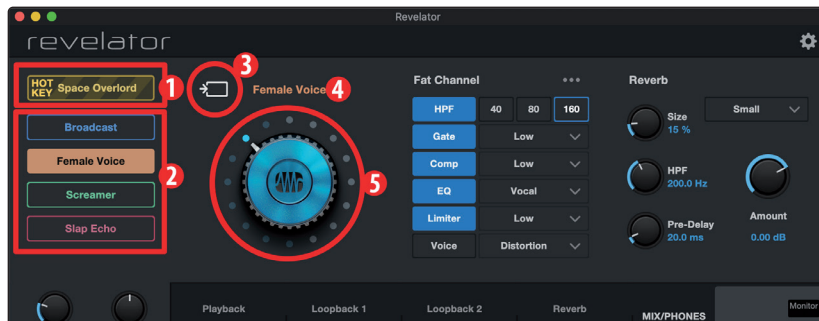 Revelator
revelator
HOT KEY Space Overlord 1
Broadcast
Female Voice
Screamer
Slap Echo
2
3
Female Voice 4
5
Fat Channel
HPF 40 80 160
Gate Low
Comp Low
EQ Vocal
Limiter Low
Voice Distortion
Reverb
Size
15 %
Small
HPF
200.0 Hz
Pre-Delay
20.0 ms
Amount
0.00 dB
Playback Loopback 1 Loopback 2 Reverb MIX/PHONES Monitor